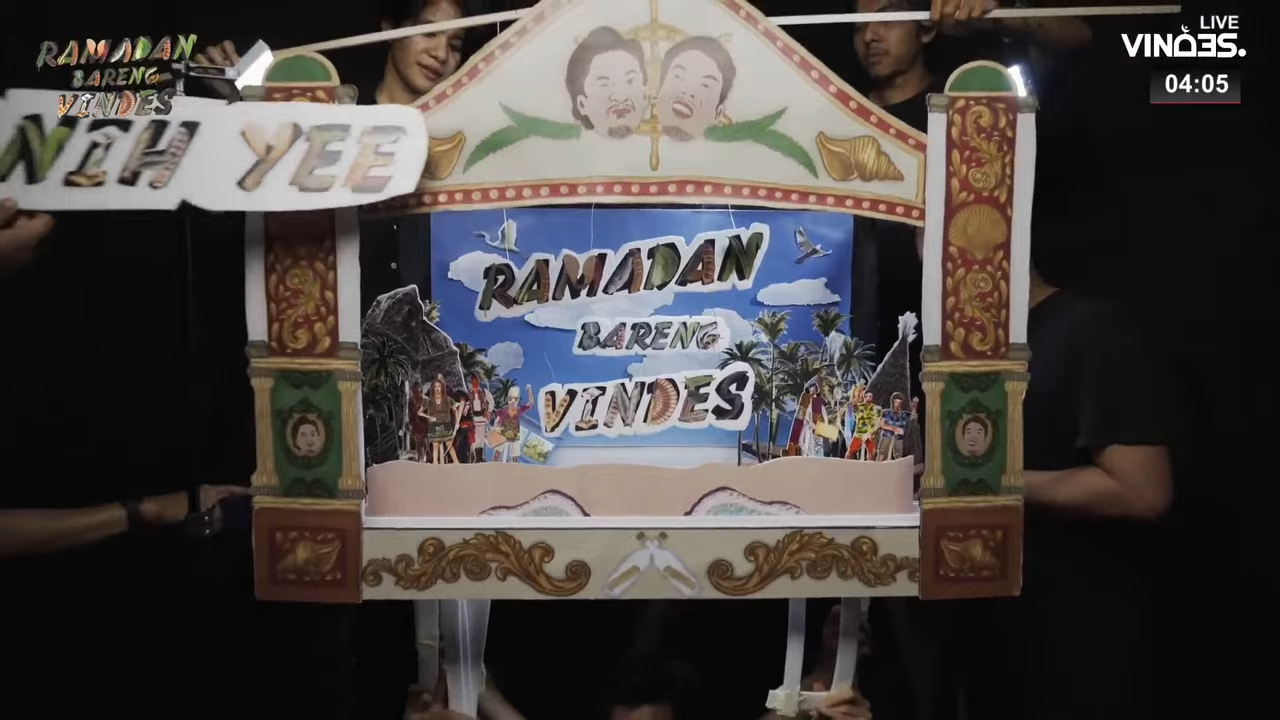 RAMADAN
BARENG
VINDES
LIVE
VINDES.
04:05
NIH YEE
RAMADAN
BARENG
VINDES